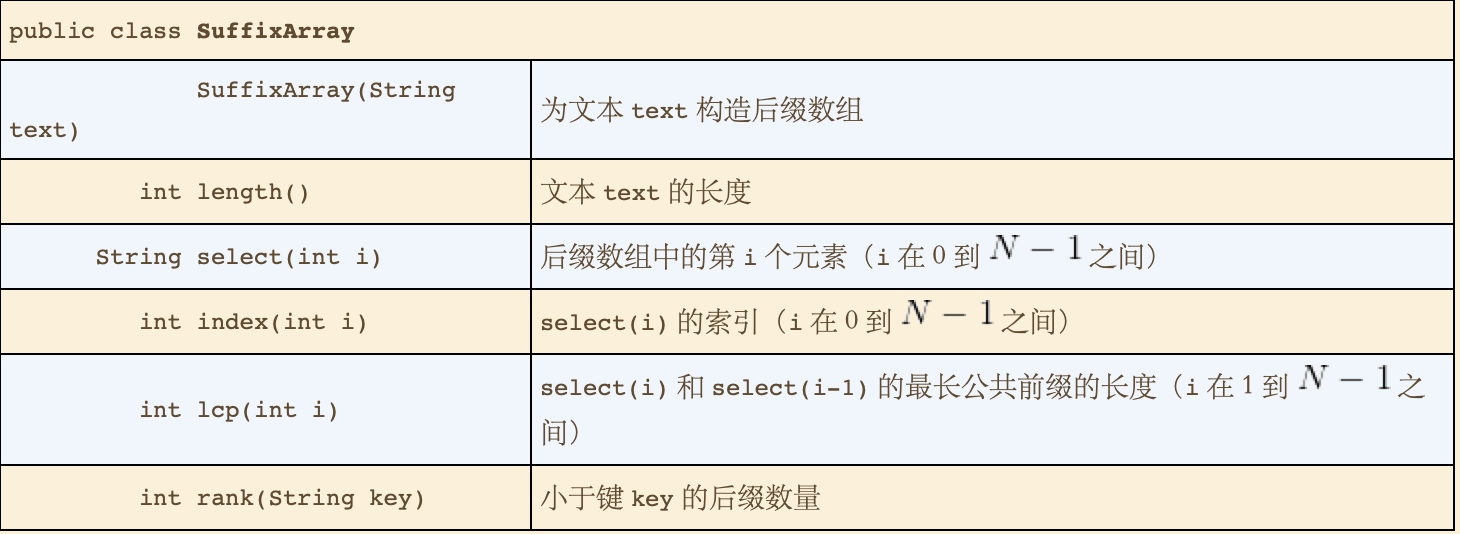 public class SuffixArray
SuffixArray(String
text)
为文本 text 构造后缀数组
int length()
文本 text 的长度
String select(int i)
后缀数组中的第 i 个元素（i 在 0 到 N − 1 之间）
int index(int i)
select(i) 的索引（i 在 0 到 N − 1 之间）
int lcp(int i)
select(i) 和 select(i-1) 的最长公共前缀的长度（i 在 1 到 N − 1 之
间）
int rank(String key)
小于键 key 的后缀数量